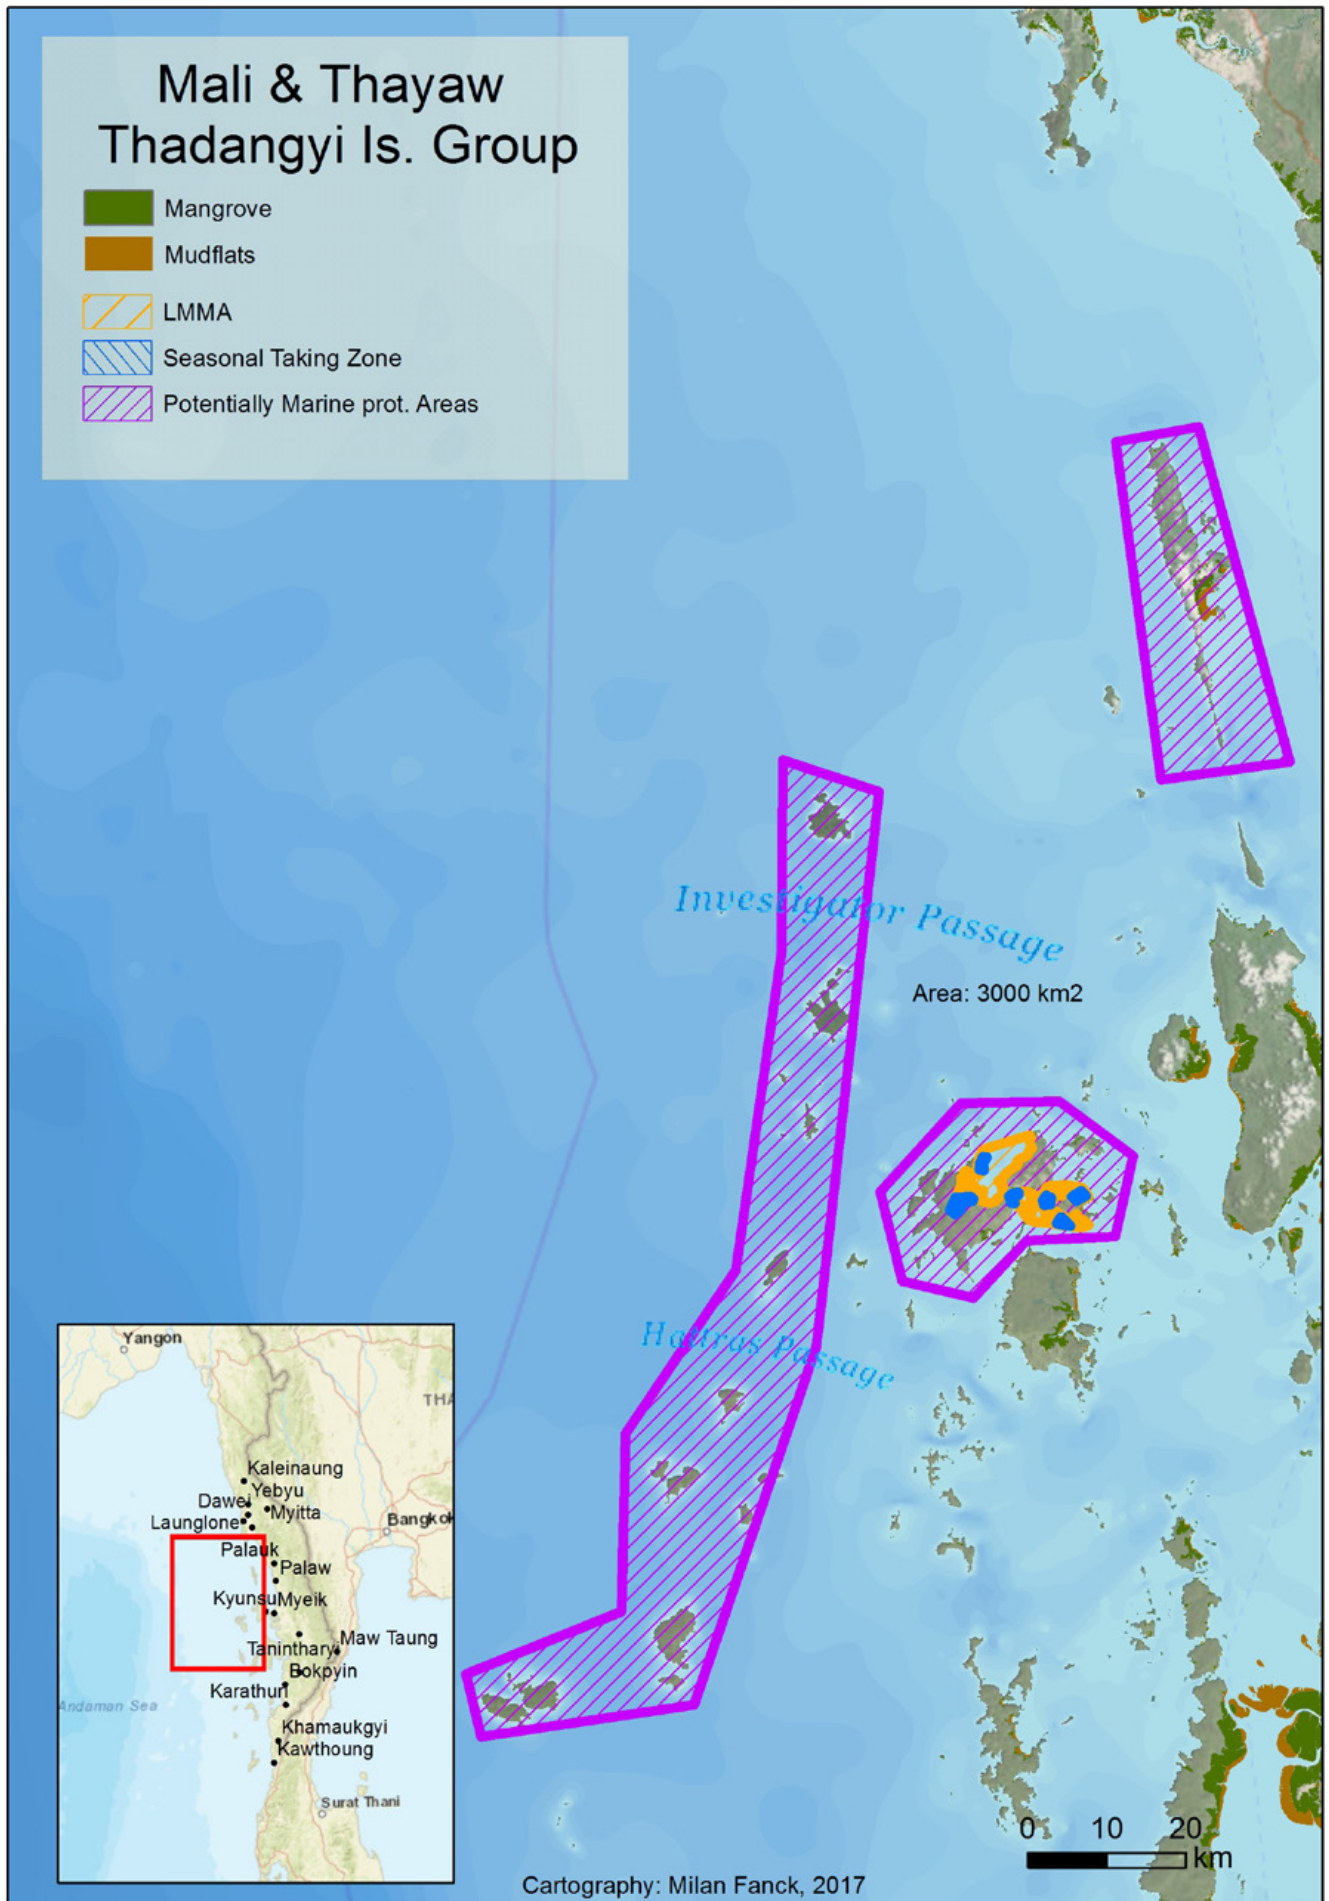 Mali & Thayaw
Thadangyi Is. Group
Mangrove
Mudflats
LMMA
Seasonal Taking Zone
Potentially Marine prot. Areas
Investigator Passage
Area: 3000 km2
Passage
Yangon
THA
Kaleinaung
Yebyu
Dawei
Myitta
Launglone
Bangkok
Palauk
Palaw
Kyunsu
Myeik
Tanintharyi
Maw Taung
Bokpyin
Karathuri
Andaman Sea
Khamaukgyi
Kawthoung
Surat Thani
0 10 20
km
Cartography: Milan Fanck, 2017